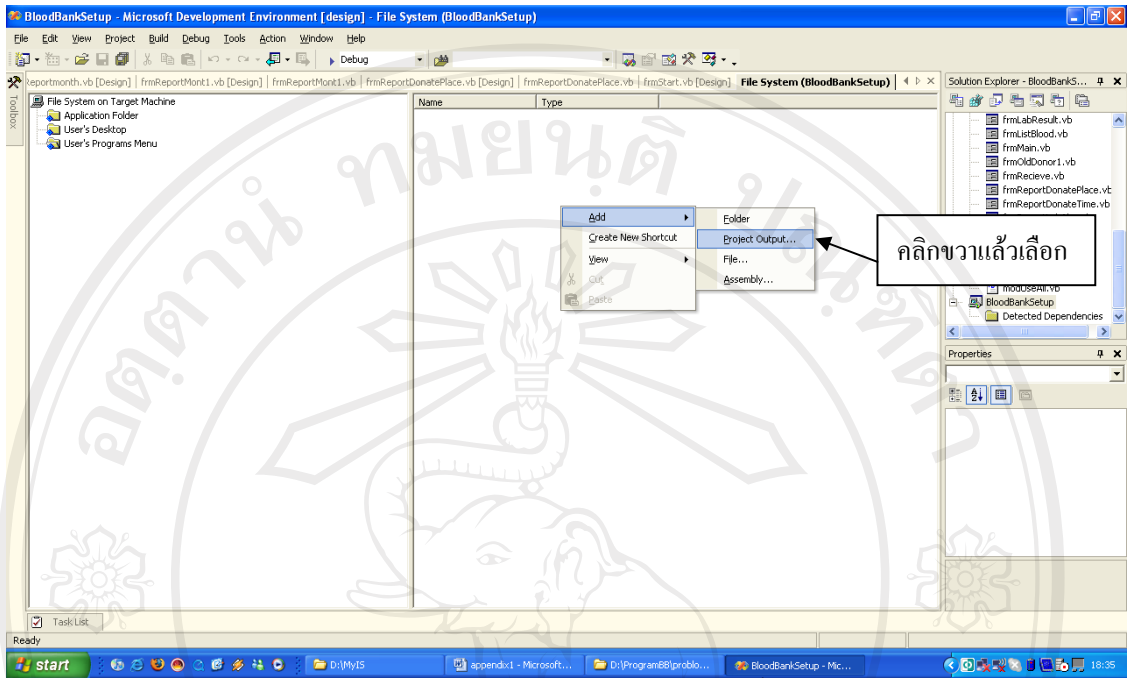 BloodBankSetup - Microsoft Development Environment [design] - File System (BloodBankSetup)
File Edit View Project Build Debug Tools Action Window Help
Debug
eportmonth.vb [Design] frmReportMont1.vb [Design] frmReportMont1.vb frmReportDonatePlace.vb [Design] frmReportDonatePlace.vb frmStart.vb [Design] File System (BloodBankSetup)
Toolbox
File System on Target Machine
Application Folder
User's Desktop
User's Programs Menu
Name Type
Add
Create New Shortcut
View
Cut
Paste
Folder
Project Output...
File...
Assembly...
คลิกขวาแล้วเลือก
Solution Explorer - BloodBankS...
frmLabResult.vb
frmListBlood.vb
frmMain.vb
frmOldDonor1.vb
frmRecieve.vb
frmReportDonatePlace.vb
frmReportDonateTime.vb
modUseAll.vb
BloodBankSetup
Detected Dependencies
Properties
Task List
Ready
start D:\MyIS appendix1 - Microsoft... D:\ProgramBB\problo... BloodBankSetup - Mic... 18:35